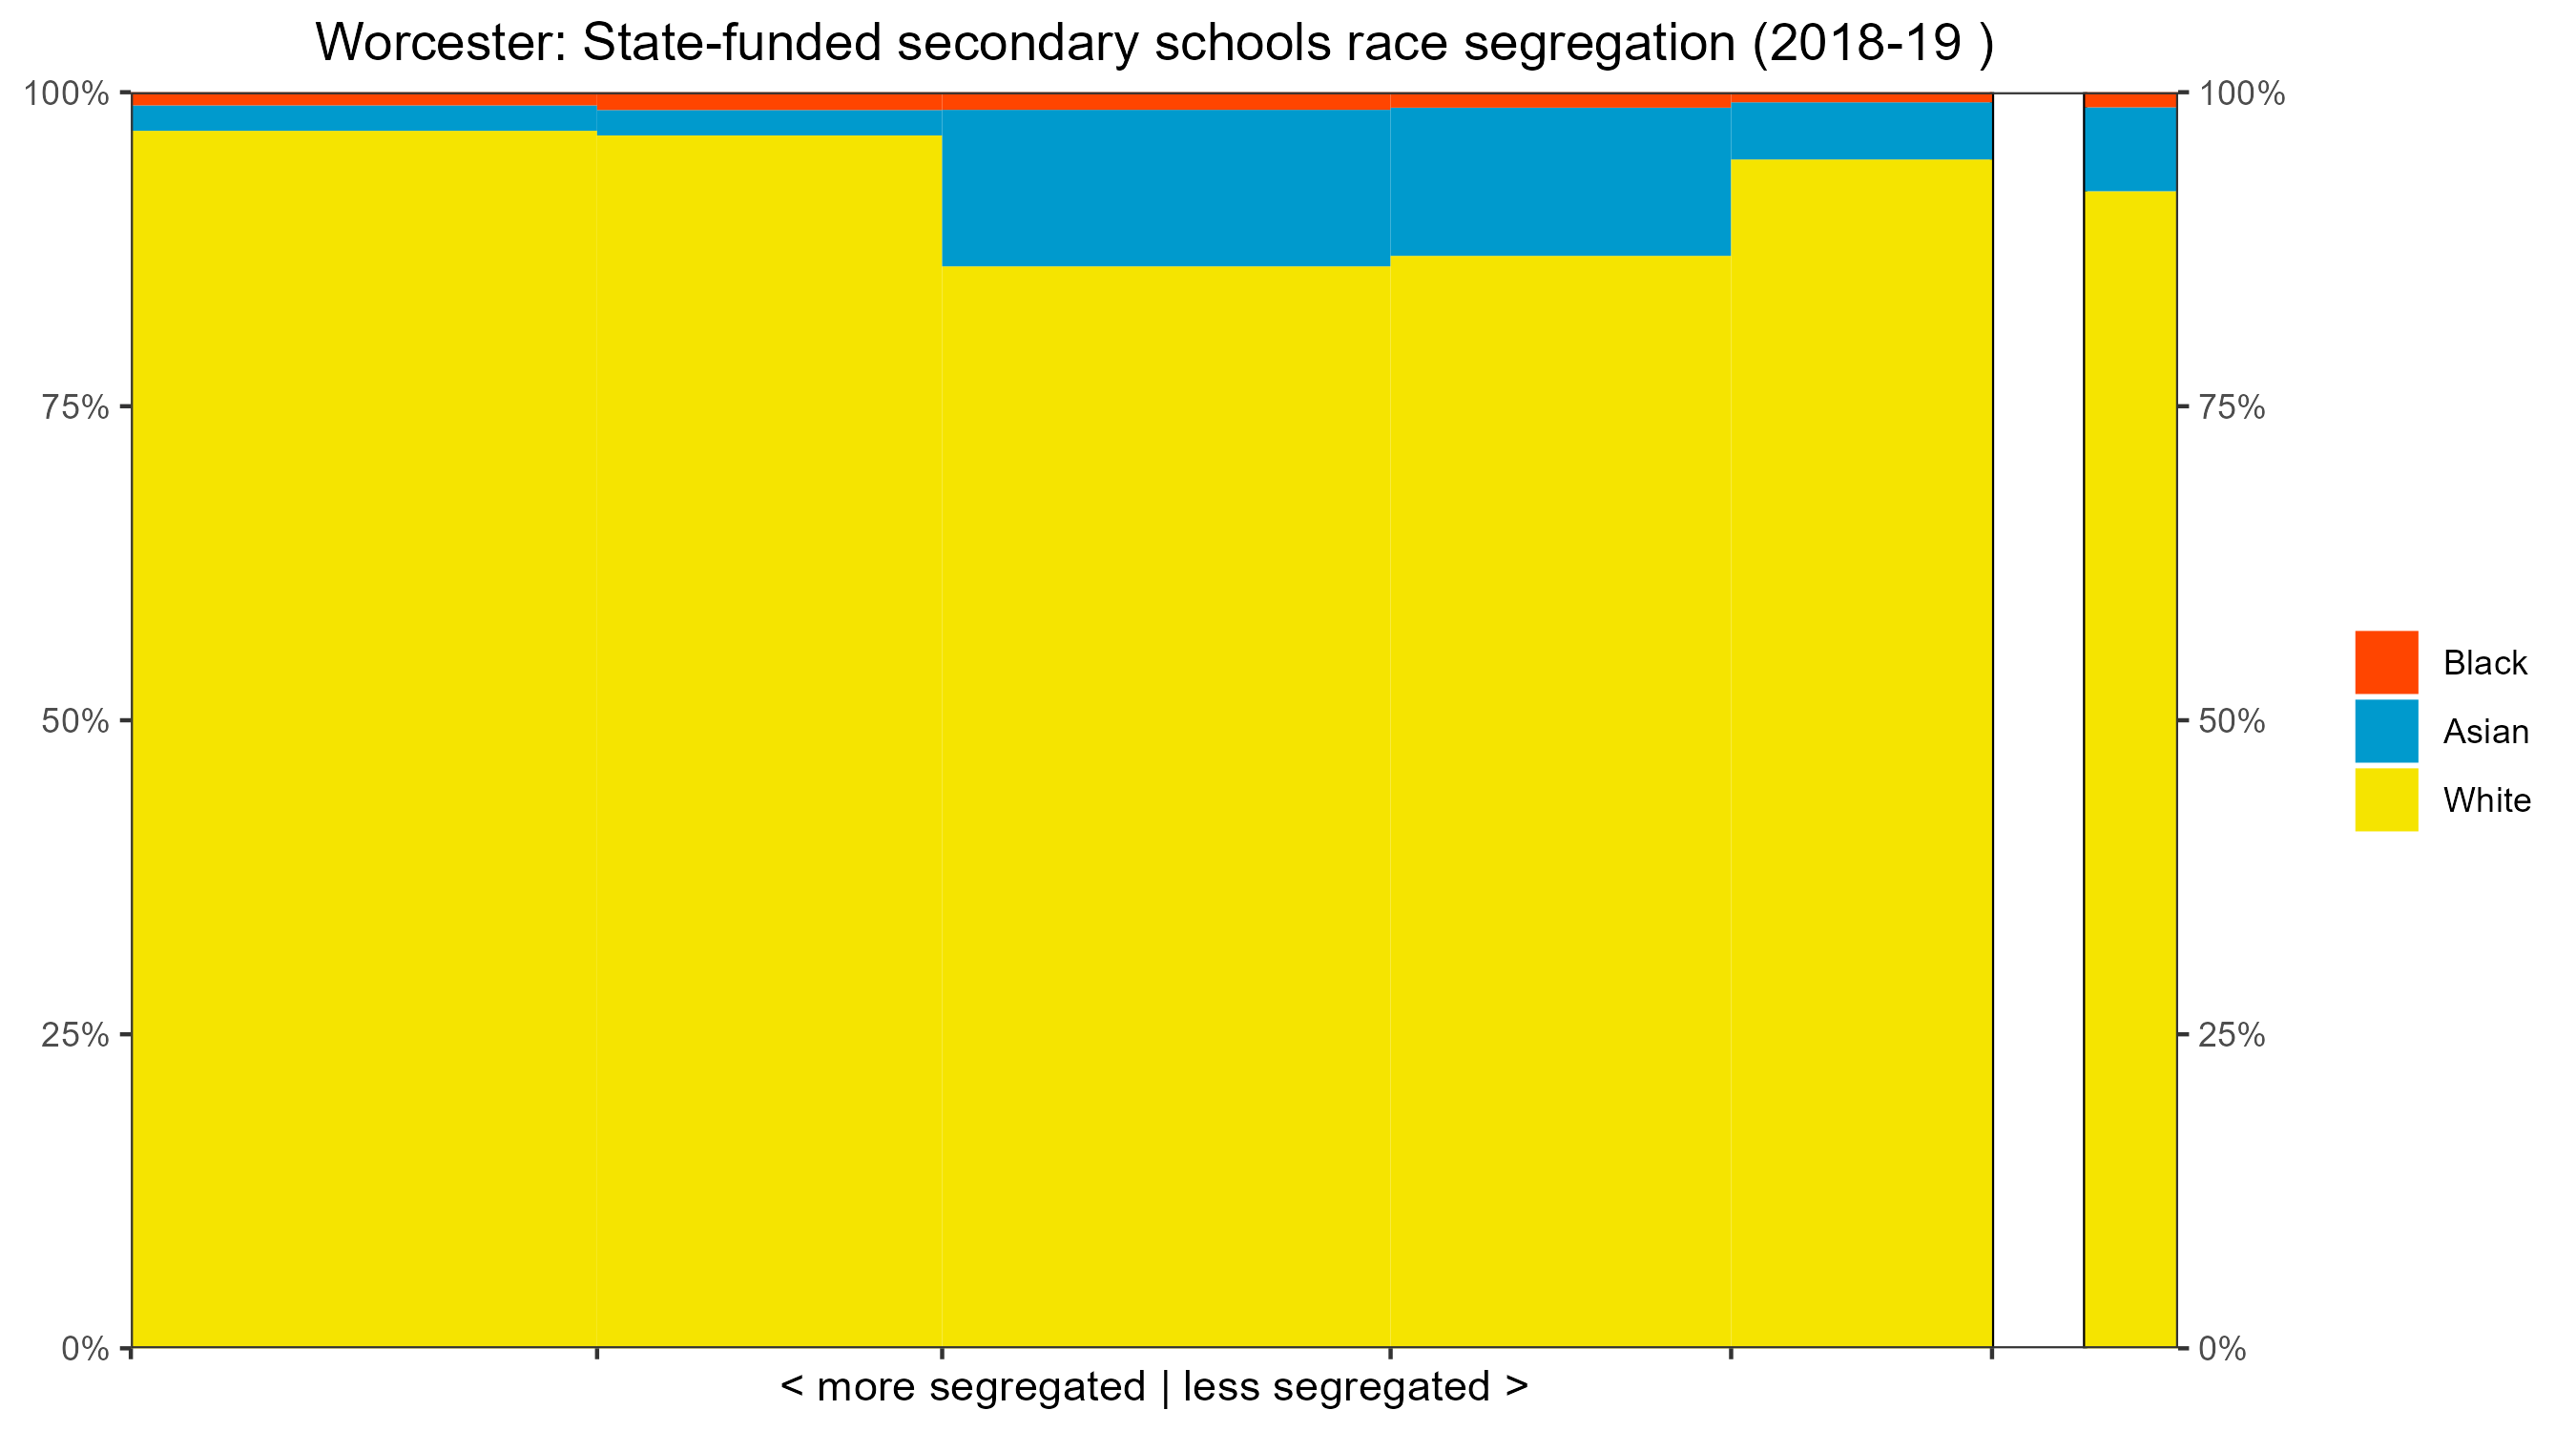 Worcester: State-funded secondary schools race segregation (2018-19 )
100%
75%
50%
25%
0%
100%
75%
50%
25%
0%
Black
Asian
White
< more segregated | less segregated >